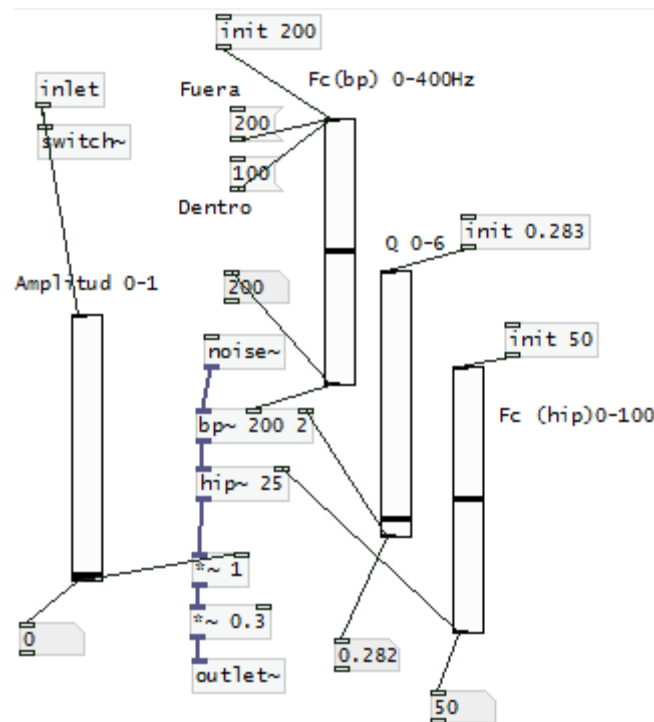 init 200
Fc(bp) 0-400Hz
inlet
Fuera
200
switch~
100
Dentro
init 0.283
Q 0-6
Amplitud 0-1
200
init 50
noise~
bp~ 200 2
Fc (hip)0-100
hip~ 25
*~ 1
*~ 0.3
0
0.282
outlet~
50